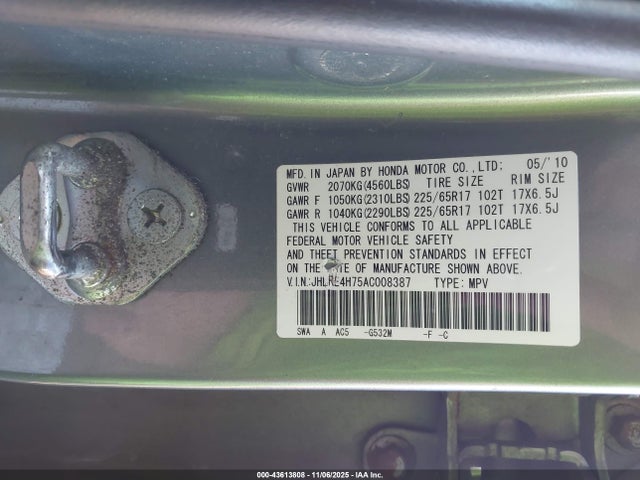 MFD. IN JAPAN BY HONDA MOTOR CO., LTD: 05/'10
GVWR 2070KG(4560LBS) TIRE SIZE RIM SIZE
GAWR F 1050KG(2310LBS) 225/65R17 102T 17X6.5J
GAWR R 1040KG(2290LBS) 225/65R17 102T 17X6.5J
THIS VEHICLE CONFORMS TO ALL APPLICABLE
FEDERAL MOTOR VEHICLE SAFETY
AND THEFT PREVENTION STANDARDS IN EFFECT
ON THE DATE OF MANUFACTURE SHOWN ABOVE.
V.I.N.:JHLRE4H75AC008387 TYPE: MPV
SWA A AC5 -G532M -F -C
000-43613808 - 11/06/2025 - IAA Inc.